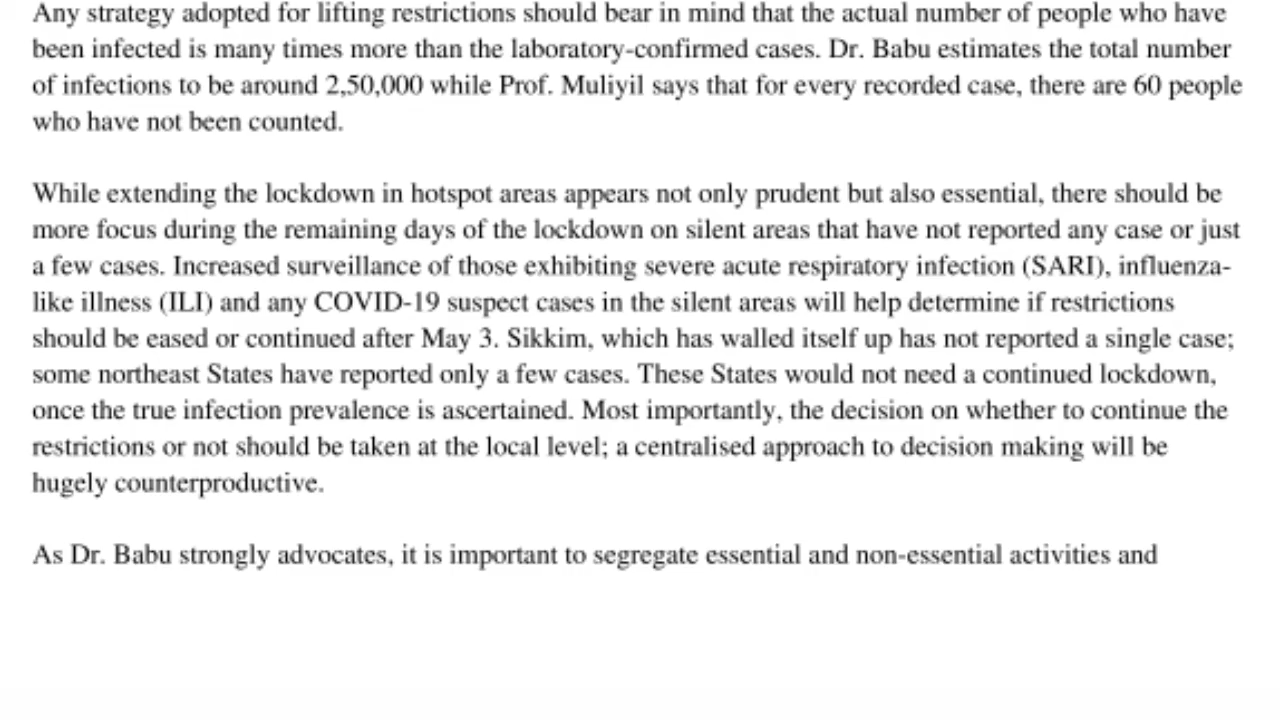 Any strategy adopted for lifting restrictions should bear in mind that the actual number of people who have
been infected is many times more than the laboratory-confirmed cases. Dr. Babu estimates the total number
of infections to be around 2,50,000 while Prof. Muliyil says that for every recorded case, there are 60 people
who have not been counted.
While extending the lockdown in hotspot areas appears not only prudent but also essential, there should be
more focus during the remaining days of the lockdown on silent areas that have not reported any case or just
a few cases. Increased surveillance of those exhibiting severe acute respiratory infection (SARI), influenza-
like illness (ILI) and any COVID-19 suspect cases in the silent areas will help determine if restrictions
should be eased or continued after May 3. Sikkim, which has walled itself up has not reported a single case;
some northeast States have reported only a few cases. These States would not need a continued lockdown,
once the true infection prevalence is ascertained. Most importantly, the decision on whether to continue the
restrictions or not should be taken at the local level; a centralised approach to decision making will be
hugely counterproductive.
As Dr. Babu strongly advocates, it is important to segregate essential and non-essential activities and